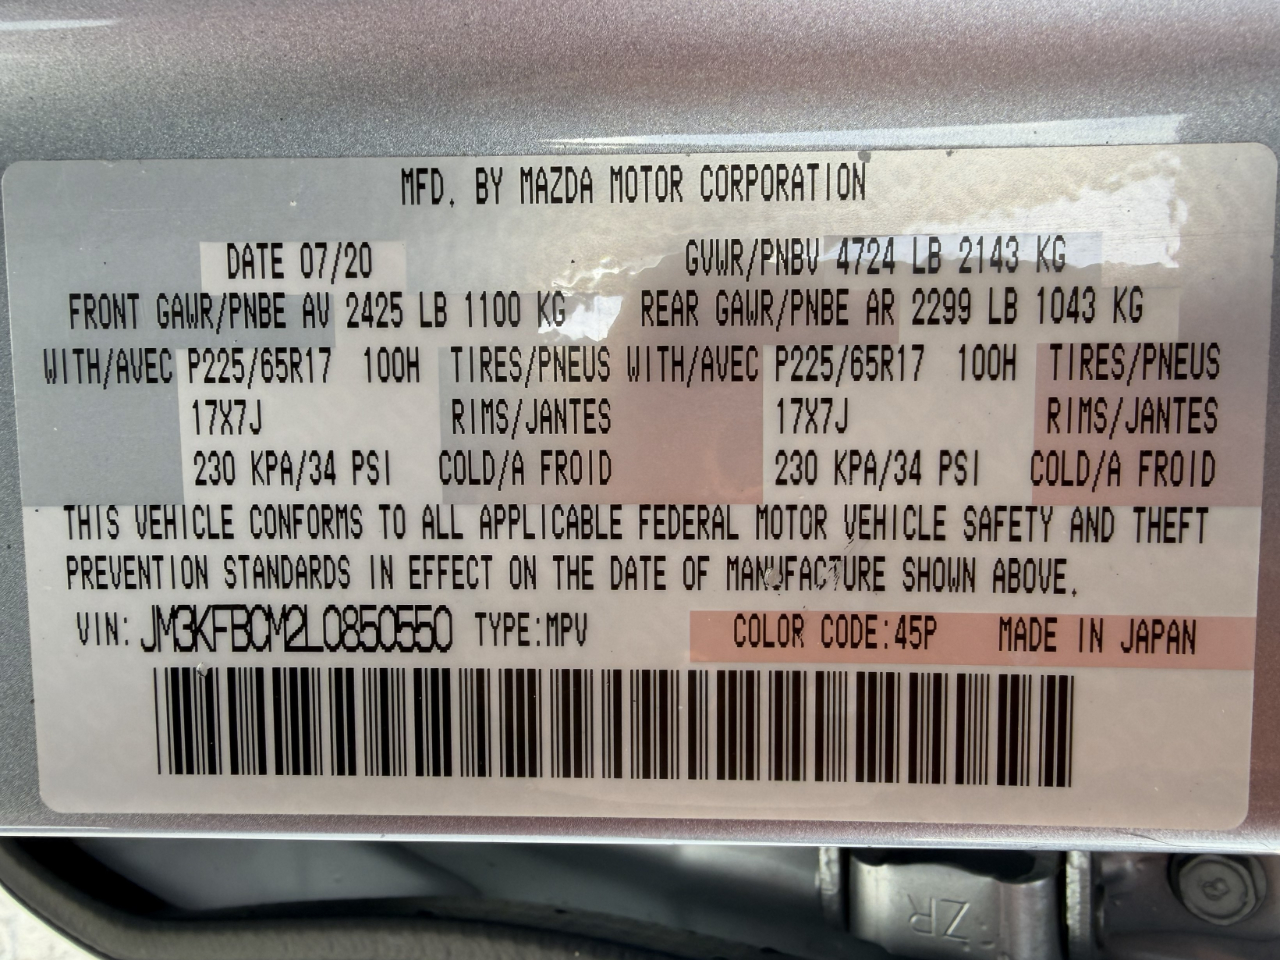 MFD. BY MAZDA MOTOR CORPORATION
DATE 07/20 GVWR/PNBV 4724 LB 2143 KG
FRONT GAWR/PNBE AV 2425 LB 1100 KG REAR GAWR/PNBE AR 2299 LB 1043 KG
WITH/AVEC P225/65R17 100H TIRES/PNEUS WITH/AVEC P225/65R17 100H TIRES/PNEUS
17X7J RIMS/JANTES 17X7J RIMS/JANTES
230 KPA/34 PSI COLD/A FROID 230 KPA/34 PSI COLD/A FROID
THIS VEHICLE CONFORMS TO ALL APPLICABLE FEDERAL MOTOR VEHICLE SAFETY AND THEFT
PREVENTION STANDARDS IN EFFECT ON THE DATE OF MANUFACTURE SHOWN ABOVE.
VIN: JM3KFBCM2L0850550 TYPE:MPV COLOR CODE:45P MADE IN JAPAN
ZR
8